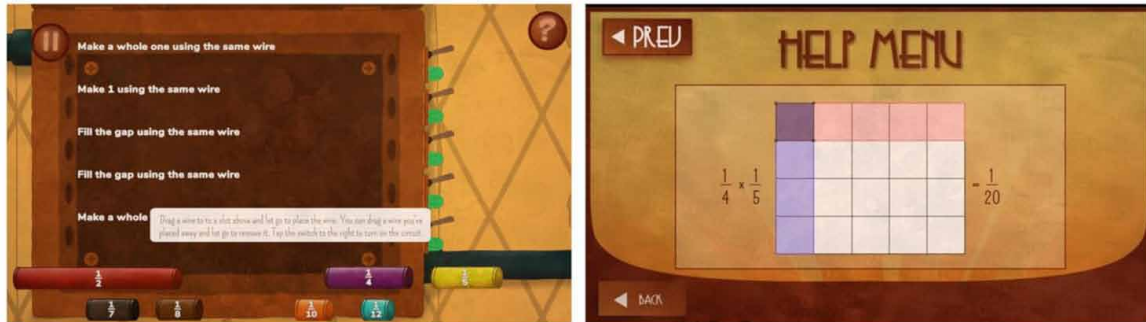 Make a whole one using the same wire
?
Make 1 using the same wire
Fill the gap using the same wire
Fill the gap using the same wire
Make a whole
Drag a wire to to a slot above and let go to place the wire. You can drag a wire you've
placed away and let go to remove it. Tap the switch to the right to turn on the circuit.
1/2
1/4
1/5
1/7
1/8
1/10
1/12
PREV
HELP MENU
1/4 x 1/5
= 1/20
BACK